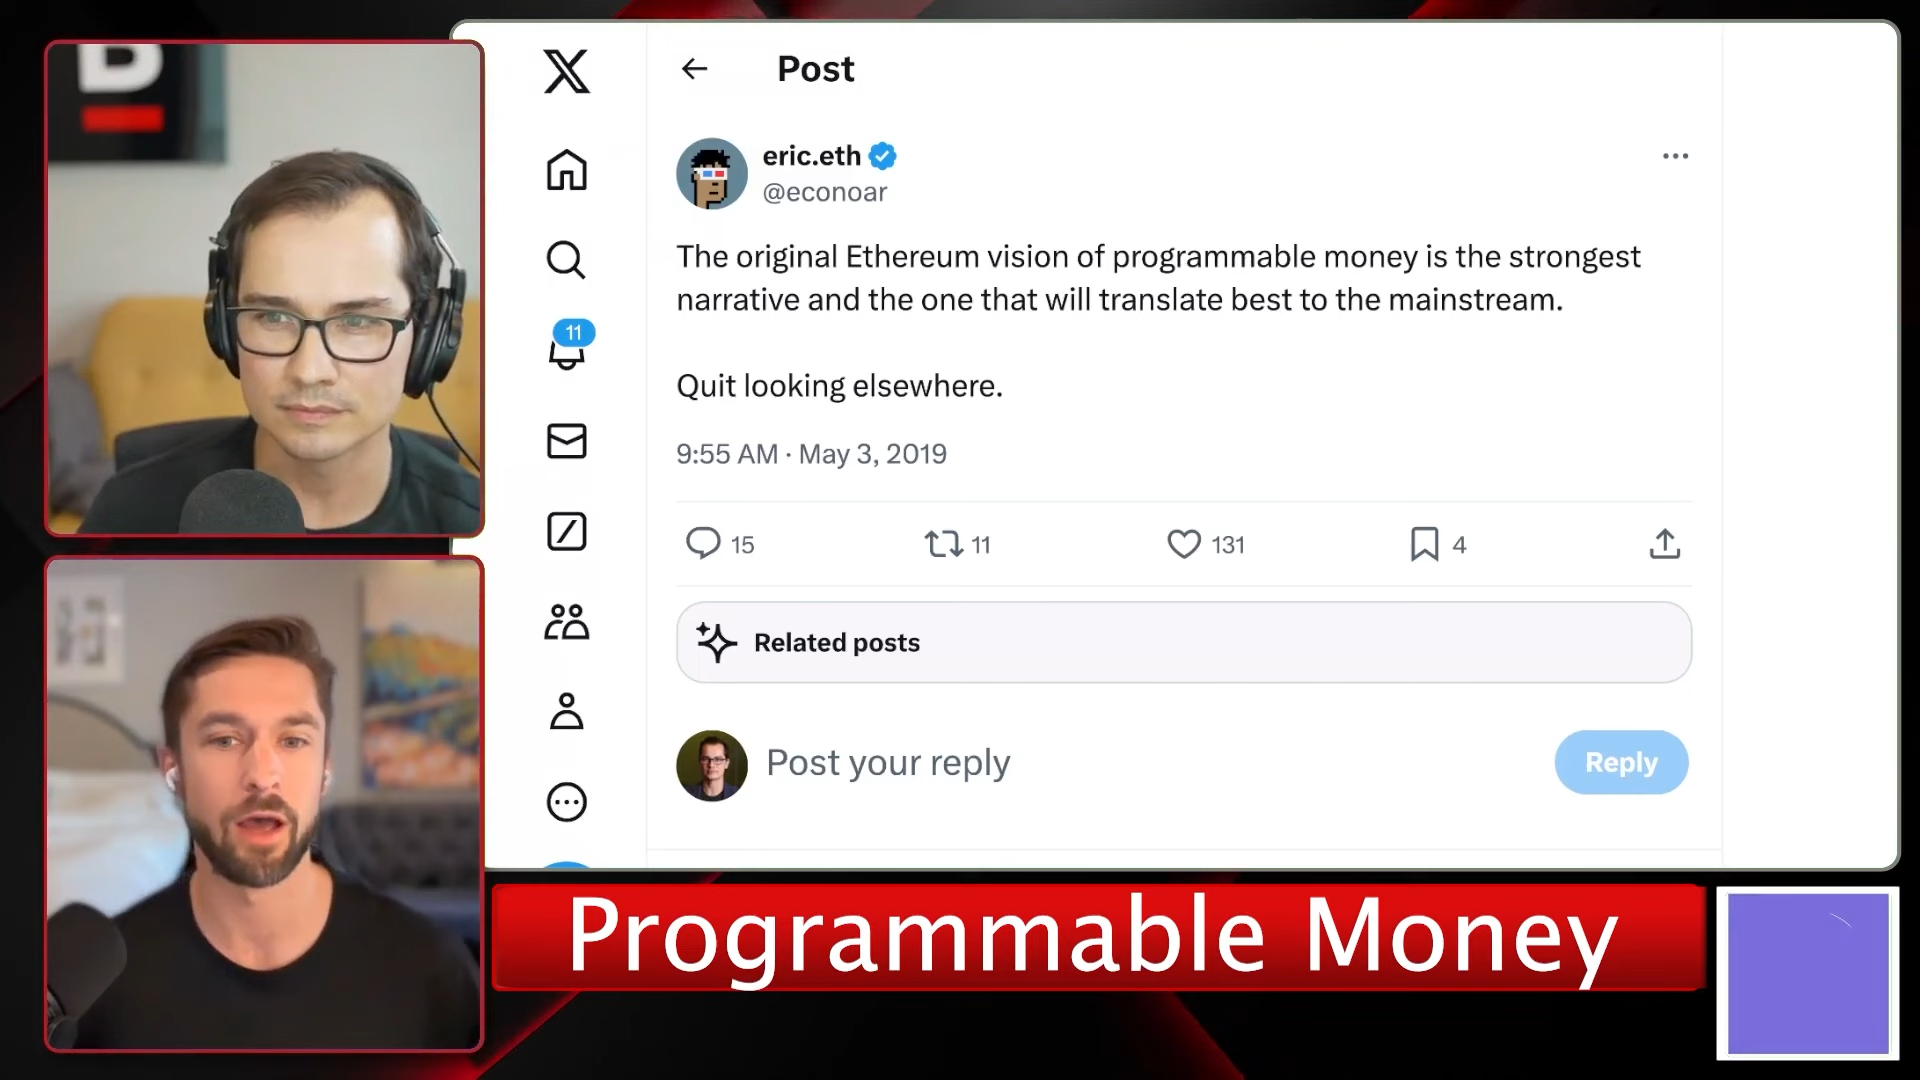 B
X
Post
eric.eth
@econoar
The original Ethereum vision of programmable money is the strongest
narrative and the one that will translate best to the mainstream.
Quit looking elsewhere.
9:55 AM · May 3, 2019
15
11
131
4
11
Related posts
Post your reply
Reply
Programmable Money